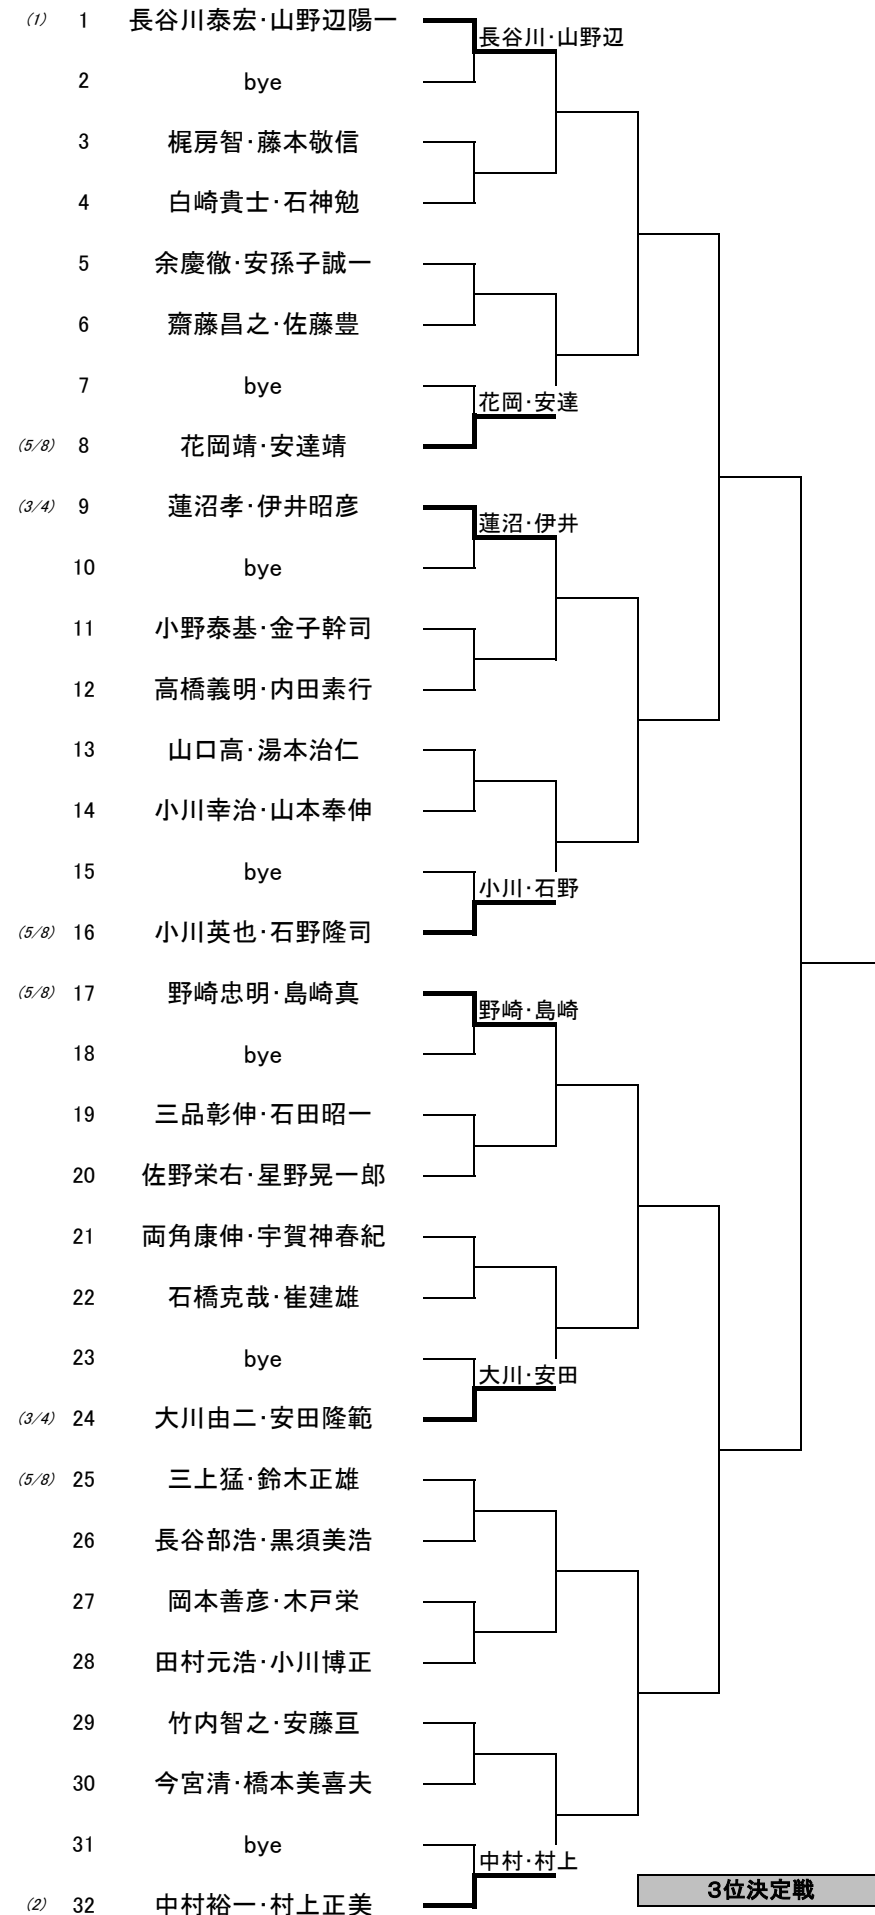 (1) 1 長谷川泰宏・山野辺陽一
長谷川・山野辺
2 bye
3 梶房智・藤本敬信
4 白崎貴士・石神勉
5 余慶徹・安孫子誠一
6 齋藤昌之・佐藤豊
7 bye
花岡・安達
(5/8) 8 花岡靖・安達靖
(3/4) 9 蓮沼孝・伊井昭彦
蓮沼・伊井
10 bye
11 小野泰基・金子幹司
12 高橋義明・内田素行
13 山口高・湯本治仁
14 小川幸治・山本奉伸
15 bye
小川・石野
(5/8) 16 小川英也・石野隆司
(5/8) 17 野崎忠明・島崎真
野崎・島崎
18 bye
19 三品彰伸・石田昭一
20 佐野栄右・星野晃一郎
21 両角康伸・宇賀神春紀
22 石橋克哉・崔建雄
23 bye
大川・安田
(3/4) 24 大川由二・安田隆範
(5/8) 25 三上猛・鈴木正雄
26 長谷部浩・黒須美浩
27 岡本善彦・木戸栄
28 田村元浩・小川博正
29 竹内智之・安藤亘
30 今宮清・橋本美喜夫
31 bye
中村・村上
3位決定戦
(2) 32 中村裕一・村上正美